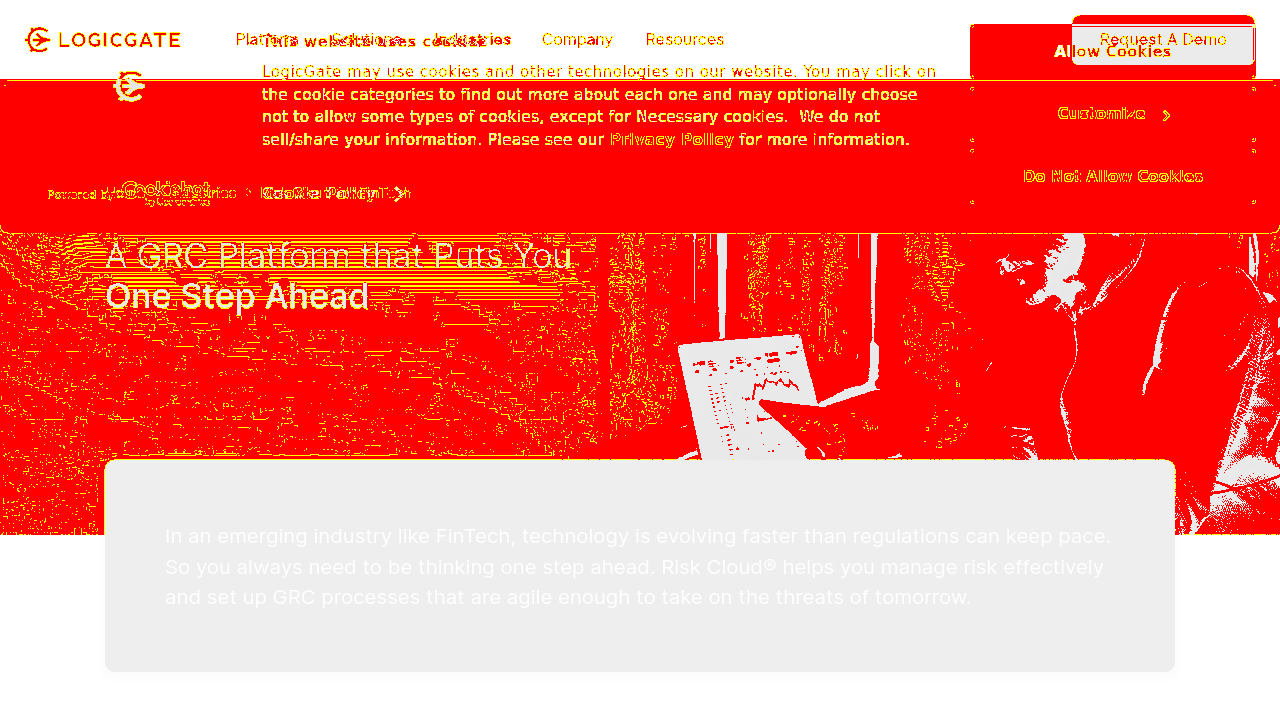 LOGICGATE
Platform Solutions Industries Company Resources
Request A Demo
This website uses cookies
Allow Cookies
LogicGate may use cookies and other technologies on our website. You may click on
the cookie categories to find out more about each one and may optionally choose
not to allow some types of cookies, except for Necessary cookies. We do not
sell/share your information. Please see our Privacy Policy for more information.
Customize
Do Not Allow Cookies
Powered by Cookiebot
Cookie Policy
A GRC Platform that Puts You
One Step Ahead
In an emerging industry like FinTech, technology is evolving faster than regulations can keep pace.
So you always need to be thinking one step ahead. Risk Cloud® helps you manage risk effectively
and set up GRC processes that are agile enough to take on the threats of tomorrow.